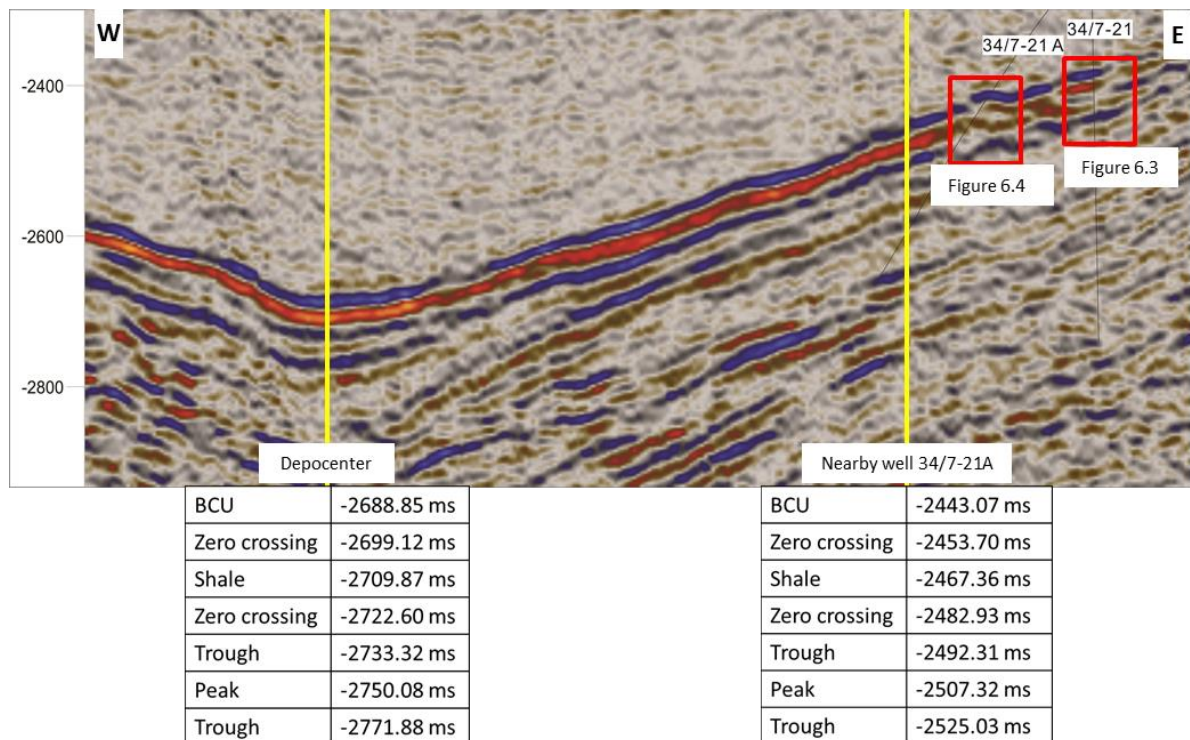 W
E
34/7-21
34/7-21 A
-2400
-2600
-2800
Figure 6.4
Figure 6.3
Depocenter
Nearby well 34/7-21A
BCU -2688.85 ms
Zero crossing -2699.12 ms
Shale -2709.87 ms
Zero crossing -2722.60 ms
Trough -2733.32 ms
Peak -2750.08 ms
Trough -2771.88 ms
BCU -2443.07 ms
Zero crossing -2453.70 ms
Shale -2467.36 ms
Zero crossing -2482.93 ms
Trough -2492.31 ms
Peak -2507.32 ms
Trough -2525.03 ms